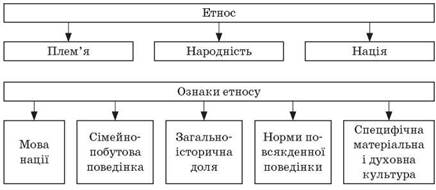 Етнос
Плем’я
Народність
Нація
Ознаки етносу
Мова
нації
Сімейно-
побутова
поведінка
Загально-
історична
доля
Норми по-
всякденної
поведінки
Специфічна
матеріальна
і духовна
культура